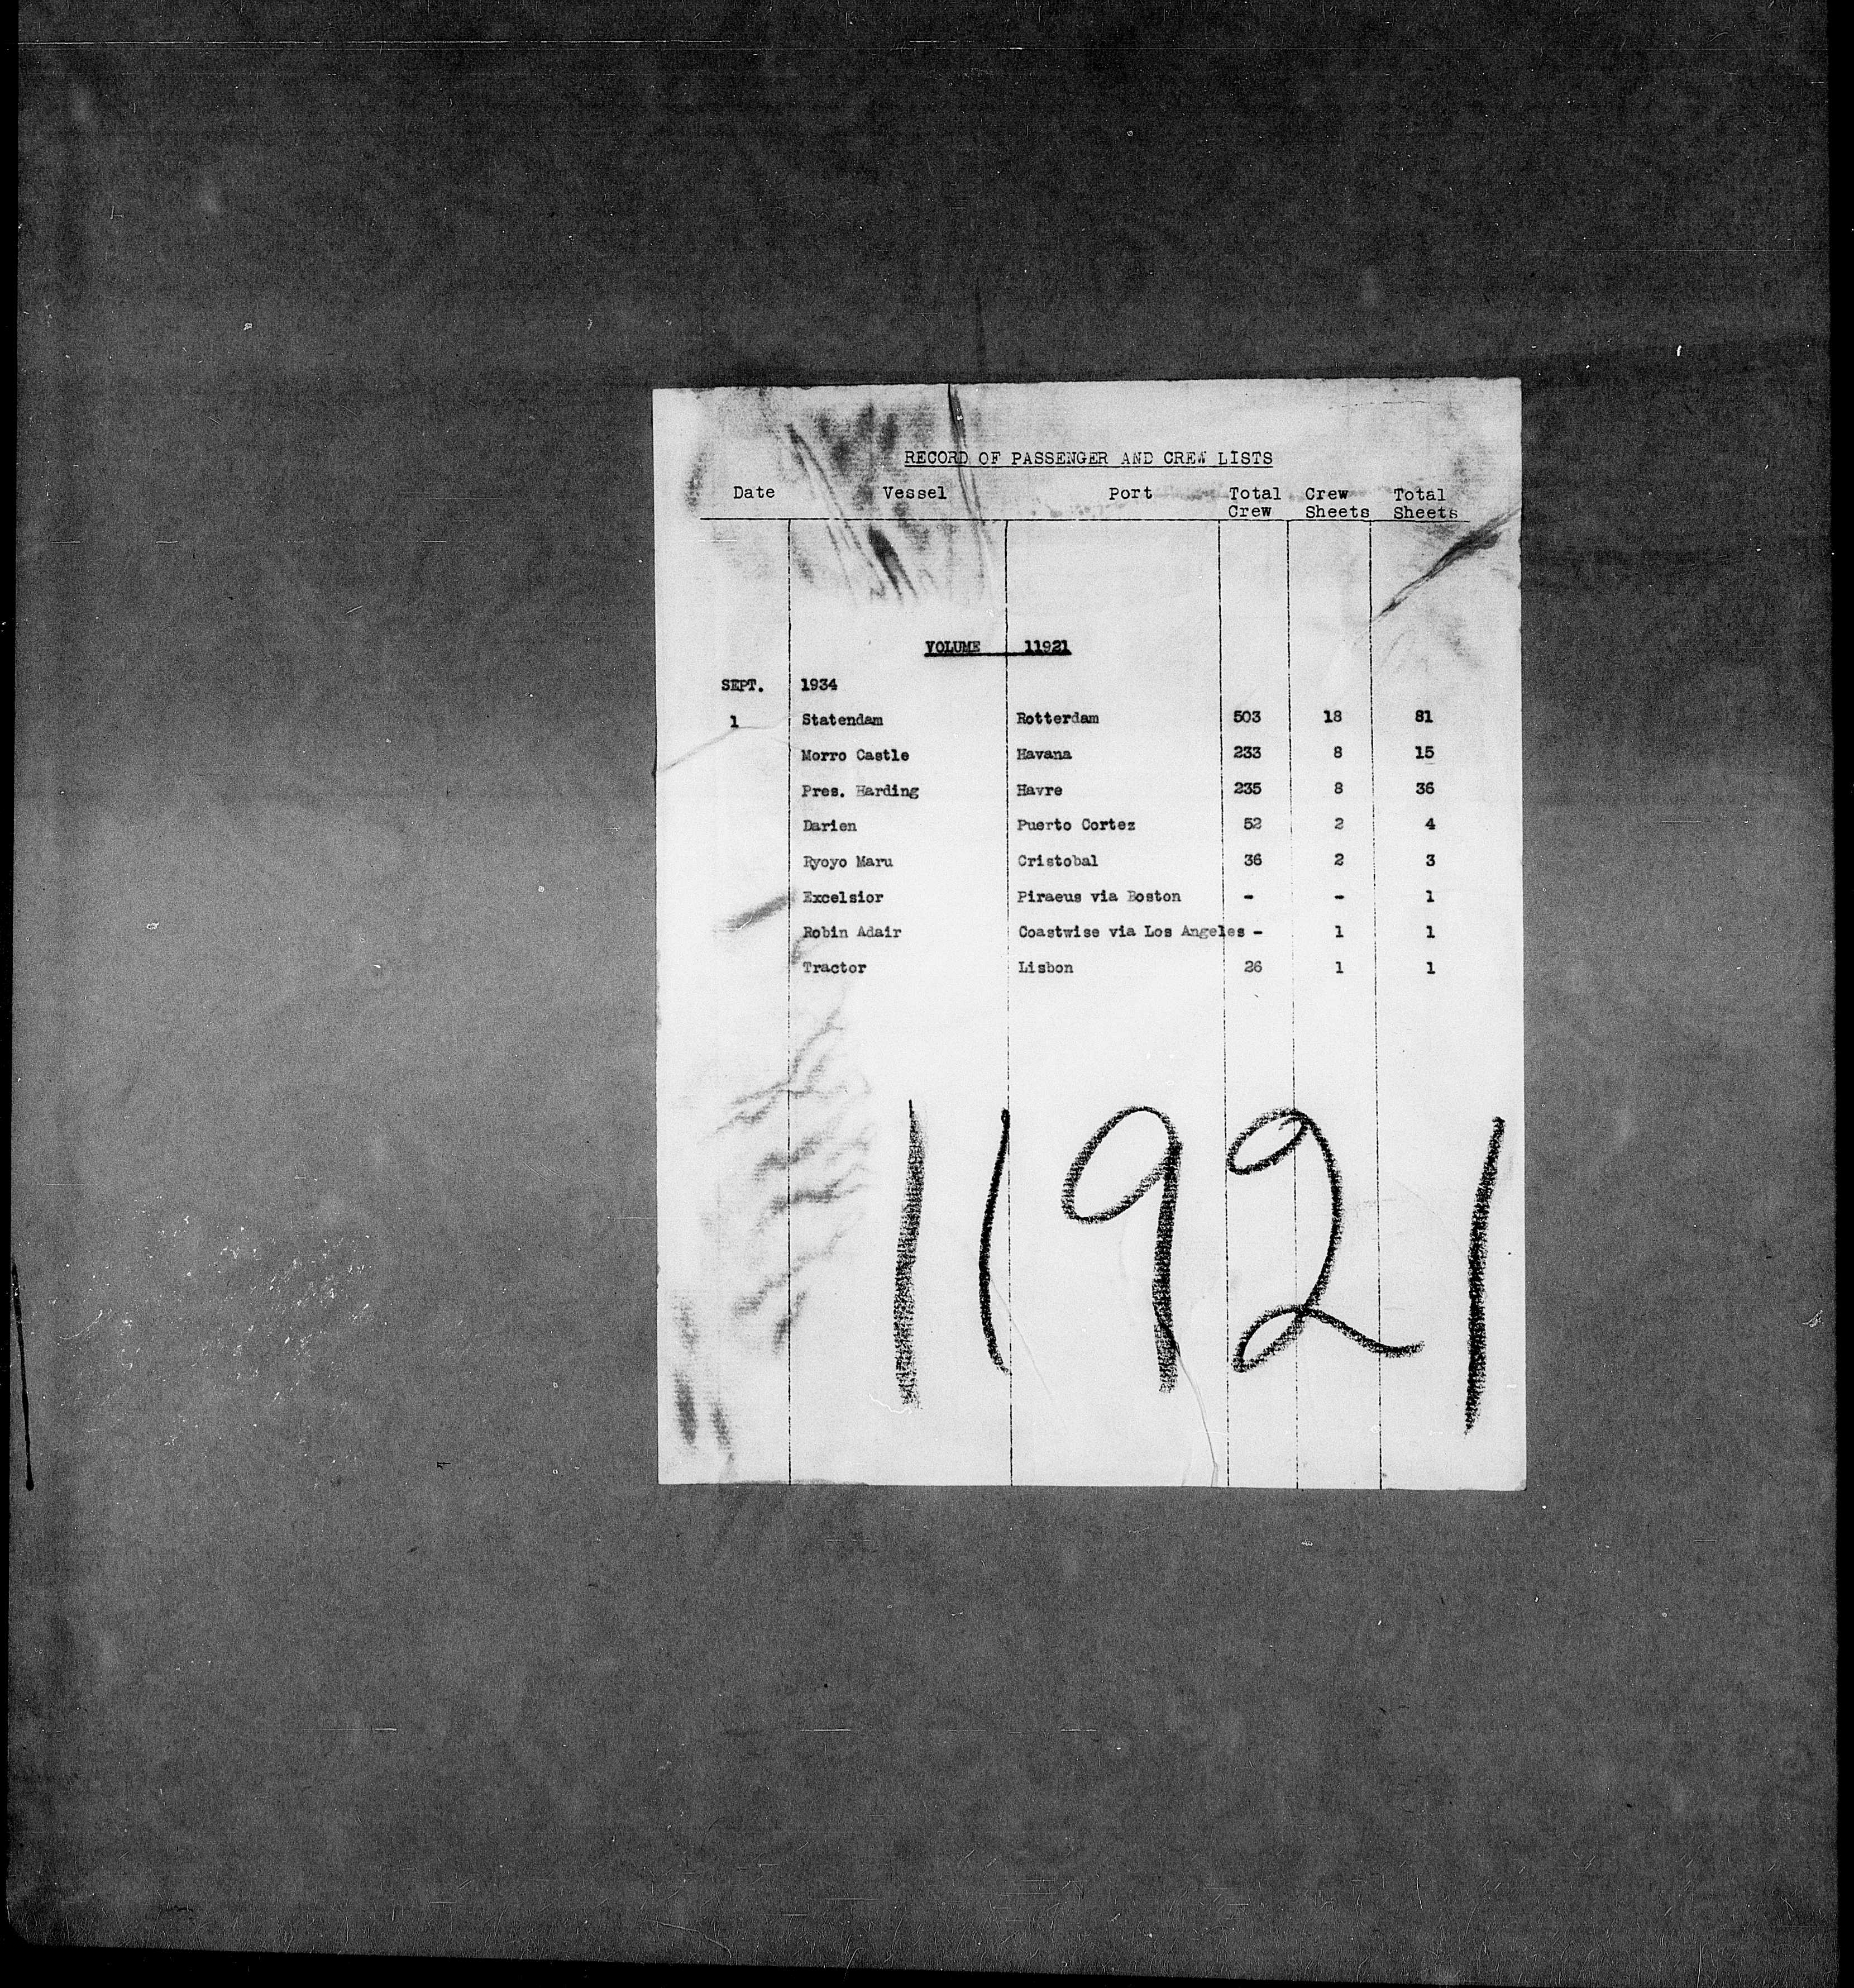 RECORD OF PASSENGER AND CREW LISTS
Date Vessel Port Total Crew Crew Sheets Total Sheets
VOLUME 11921
SEPT. 1934
1 Statendam Rotterdam 503 18 81
Morro Castle Havana 233 8 15
Pres. Harding Havre 235 8 36
Darien Puerto Cortez 52 2 4
Ryoyo Maru Cristobal 36 2 3
Excelsior Piraeus via Boston - - 1
Robin Adair Coastwise via Los Angeles - 1 1
Tractor Lisbon 26 1 1
11921